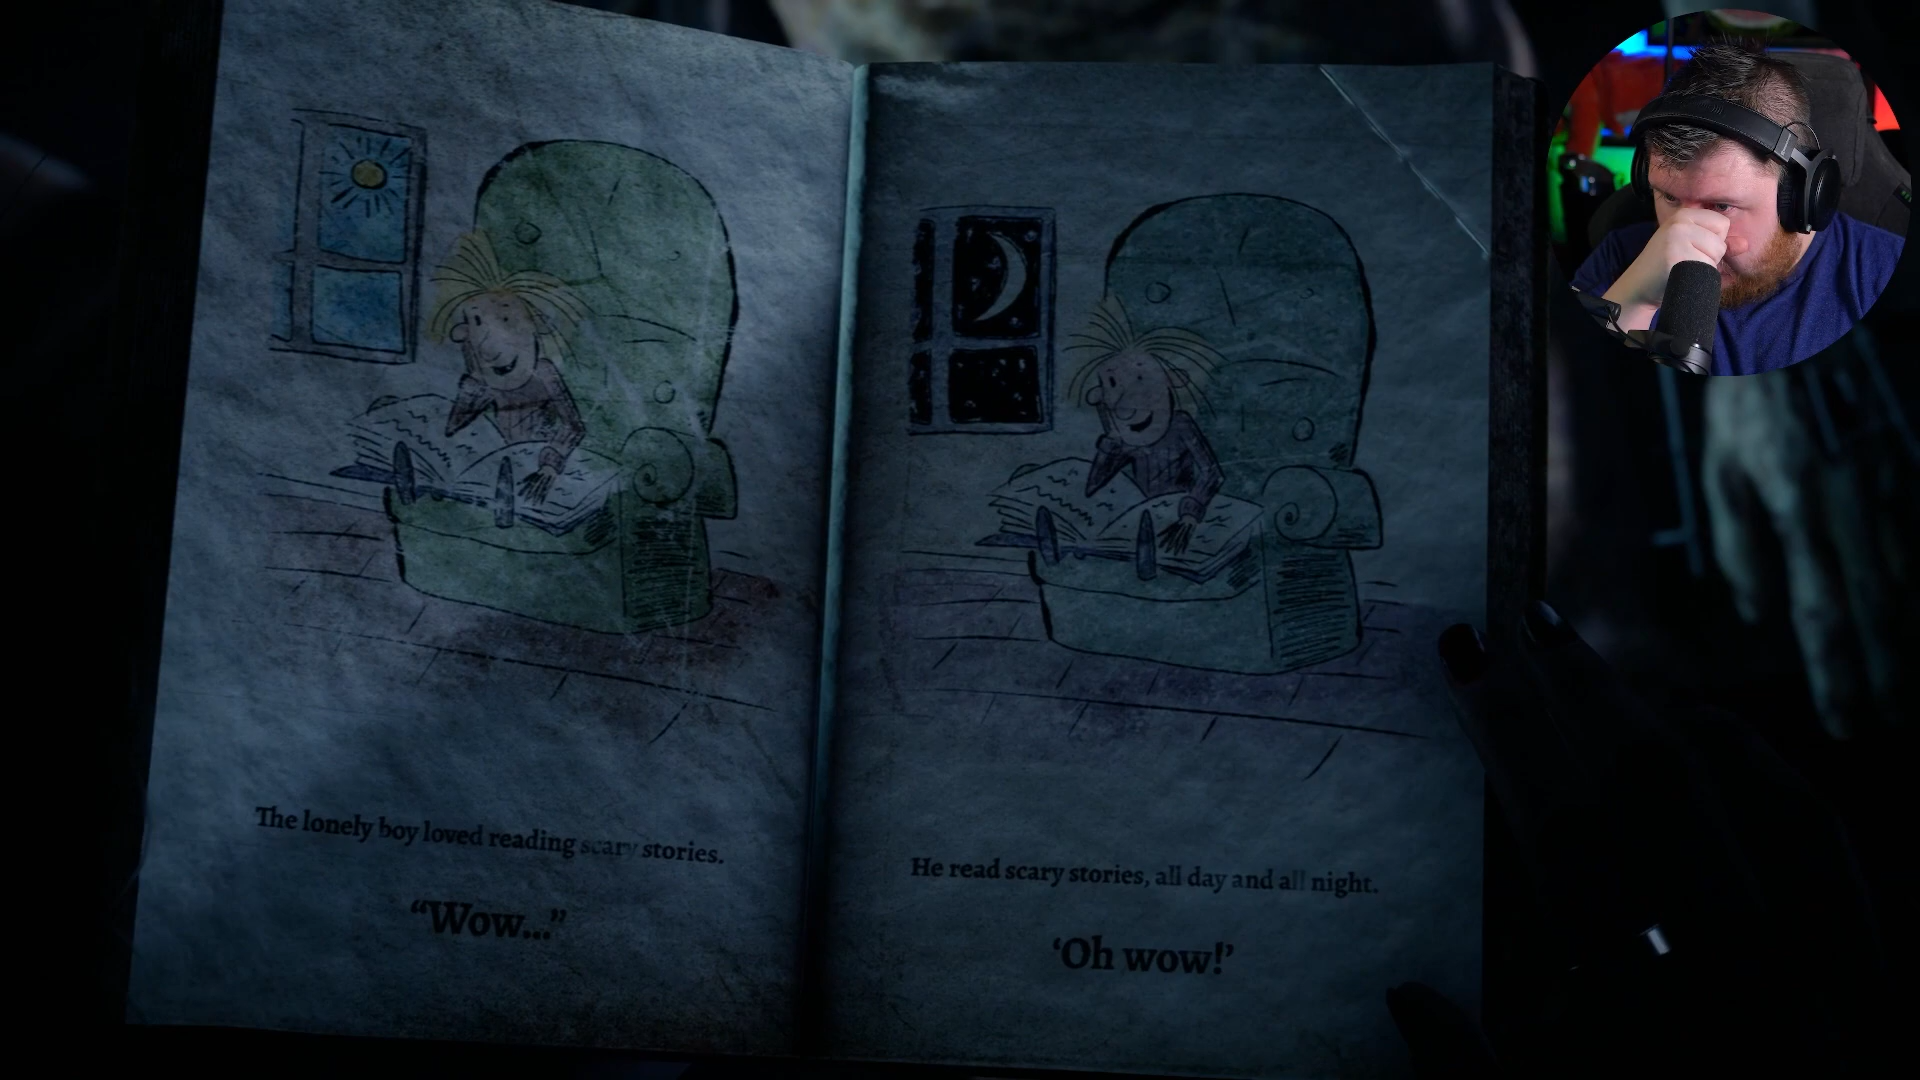 The lonely boy loved reading scary stories.
“Wow...”
He read scary stories, all day and all night.
‘Oh wow!’